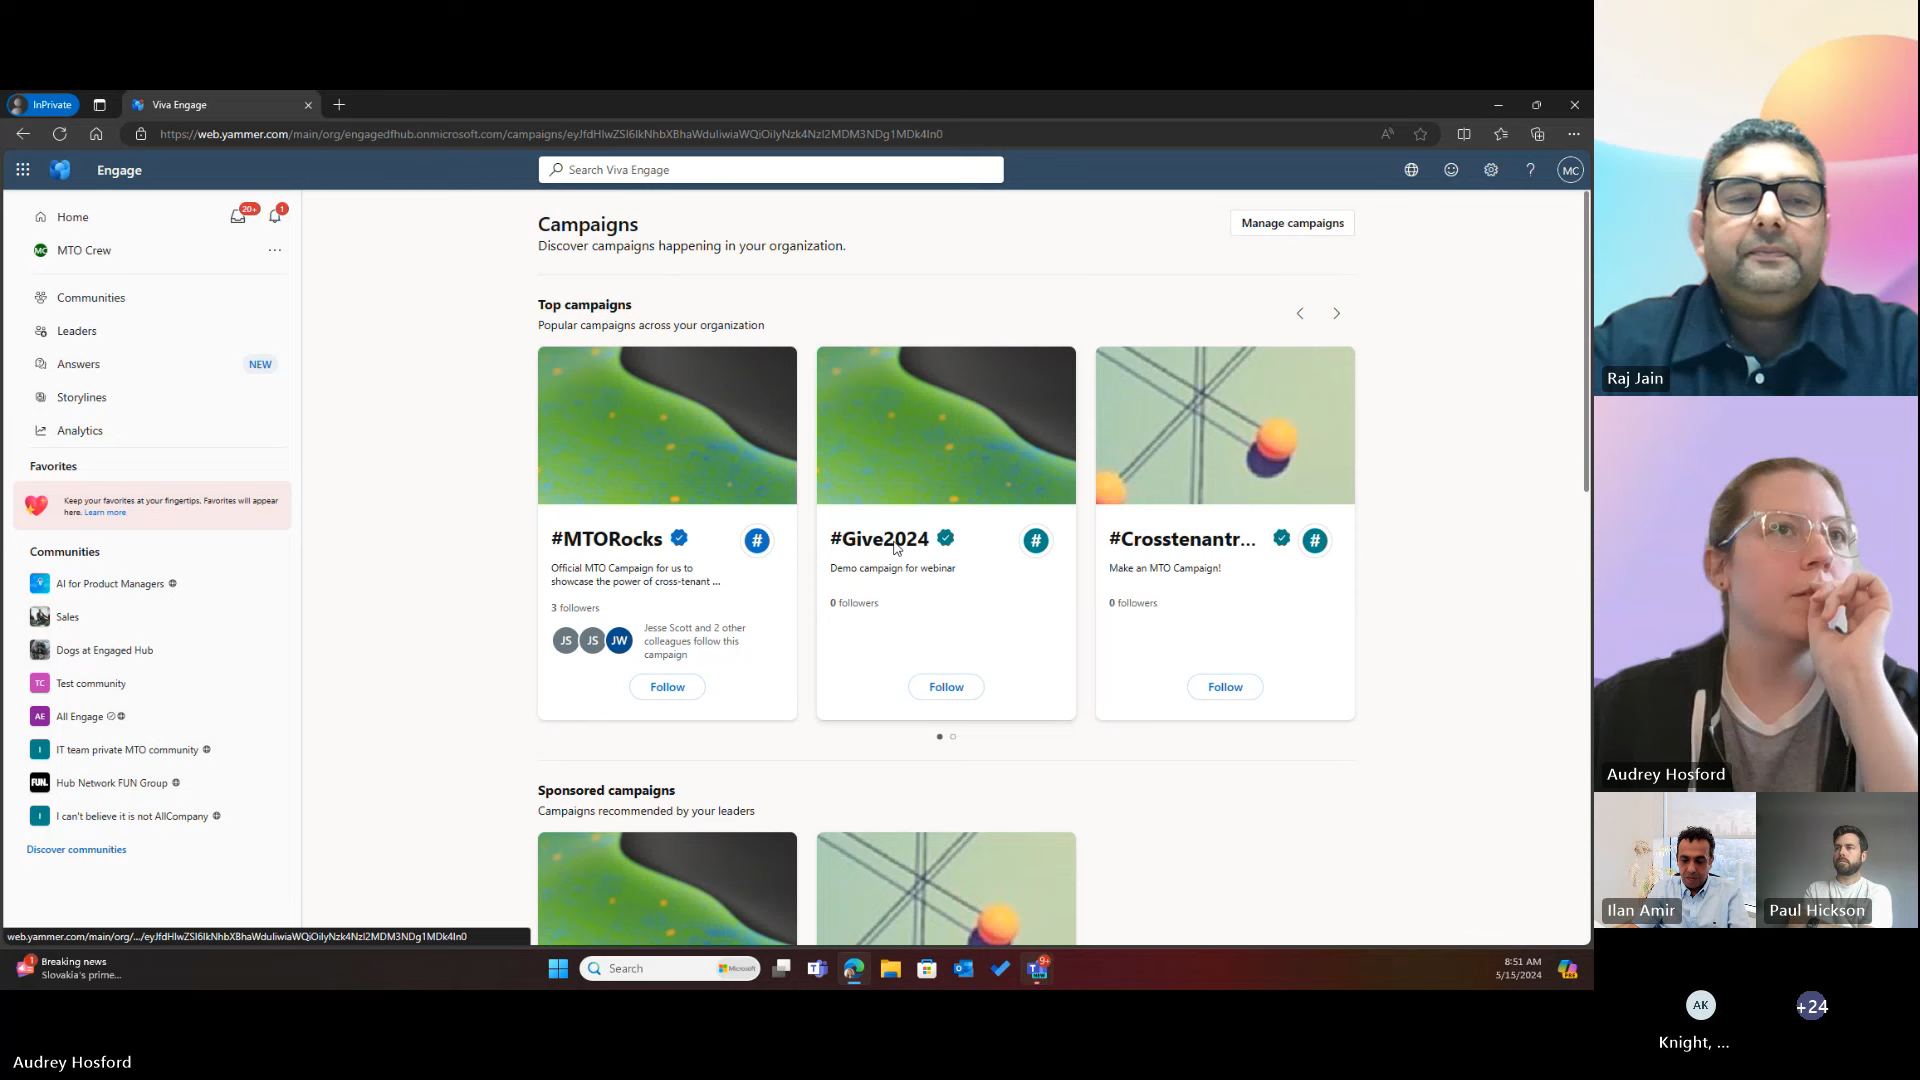 InPrivate
Viva Engage
https://web.yammer.com/main/org/engagedfhub.onmicrosoft.com/campaigns/eyJfdHlwZSI6IkNhbXBhaWduIiwiaWQiOiIyNzk4NzI2MDM3NDg1MDk4In0
Engage
Search Viva Engage
MC
Home
20+
1
MC
MTO Crew
Communities
Leaders
Answers
NEW
Storylines
Analytics
Favorites
Keep your favorites at your fingertips. Favorites will appear
here. Learn more
Communities
AI for Product Managers
Sales
Dogs at Engaged Hub
TC
Test community
AE
All Engage
I
IT team private MTO community
FUN.
Hub Network FUN Group
I
I can't believe it is not AllCompany
Discover communities
Campaigns
Discover campaigns happening in your organization.
Manage campaigns
Top campaigns
Popular campaigns across your organization
#MTORocks
#
Official MTO Campaign for us to
showcase the power of cross-tenant ...
3 followers
JS
JS
JW
Jesse Scott and 2 other
colleagues follow this
campaign
Follow
#Give2024
#
Demo campaign for webinar
0 followers
Follow
#Crosstenantr...
#
Make an MTO Campaign!
0 followers
Follow
Sponsored campaigns
Campaigns recommended by your leaders
web.yammer.com/main/org/.../eyJfdHlwZSI6IkNhbXBhaWduIiwiaWQiOiIyNzk4NzI2MDM3NDg1MDk4In0
1
Breaking news
Slovakia's prime...
Search
Microsoft
9+
NEW
8:51 AM
5/15/2024
PRE
Raj Jain
Audrey Hosford
Ilan Amir
Paul Hickson
AK
+24
Knight, ...
Audrey Hosford